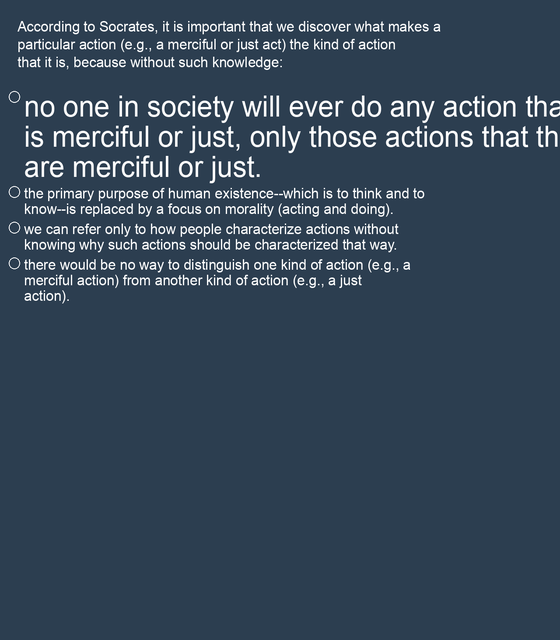 According to Socrates, it is important that we discover what makes a
particular action (e.g., a merciful or just act) the kind of action
that it is, because without such knowledge:
no one in society will ever do any action
is merciful or just, only those actions that
are merciful or just.
the primary purpose of human existence--which is to think and to
know--is replaced by a focus on morality (acting and doing).
we can refer only to how people characterize actions without
knowing why such actions should be characterized that way.
there would be no way to distinguish one kind of action (e.g., a
merciful action) from another kind of action (e.g., a just
action).